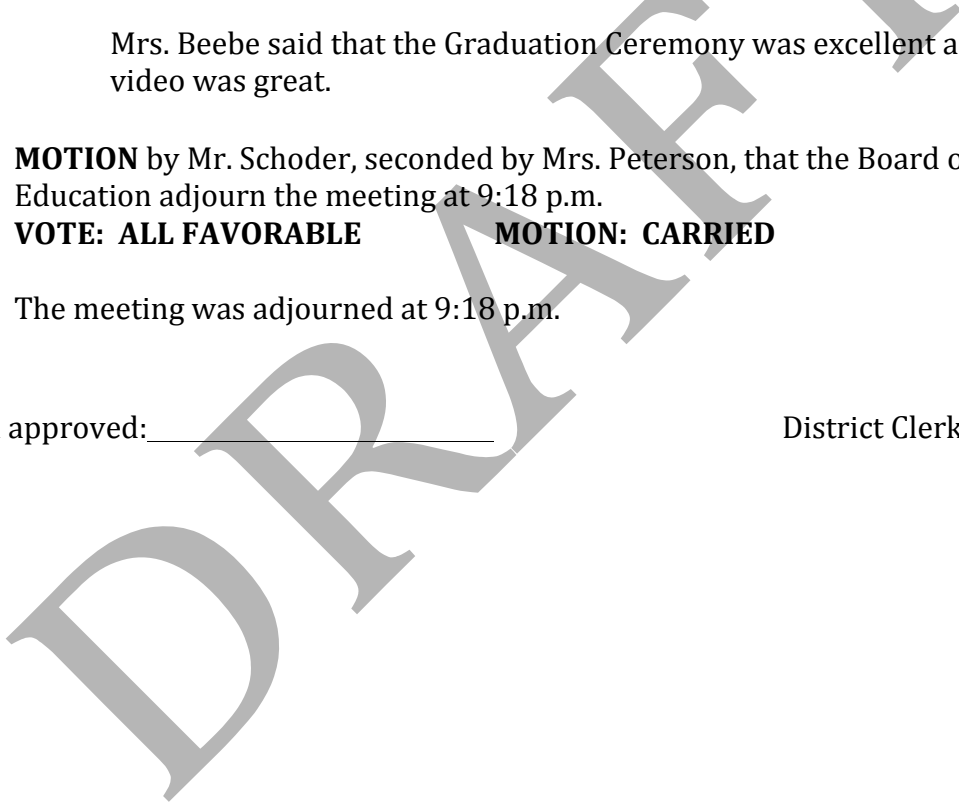 Mrs. Beebe said that the Graduation Ceremony was excellent a
video was great.
MOTION by Mr. Schoder, seconded by Mrs. Peterson, that the Board o
Education adjourn the meeting at 9:18 p.m.
VOTE: ALL FAVORABLE MOTION: CARRIED
The meeting was adjourned at 9:18 p.m.
approved: District Clerk
DRAFT